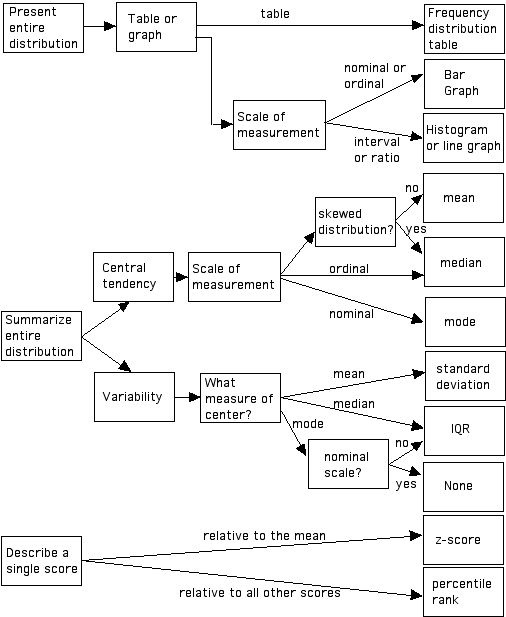 Present
entire
distribution
Table or
graph
table
Frequency
distribution
table
nominal or
ordinal
Bar
Graph
Scale of
measurement
interval
or ratio
Histogram
or line graph
skewed
distribution?
no
mean
yes
median
Central
tendency
Scale of
measurement
ordinal
nominal
mode
Summarize
entire
distribution
Variability
What
measure of
center?
mean
standard
deviation
median
IQR
mode
nominal
scale?
no
yes
None
Describe a
single score
relative to the mean
z-score
relative to all other scores
percentile
rank